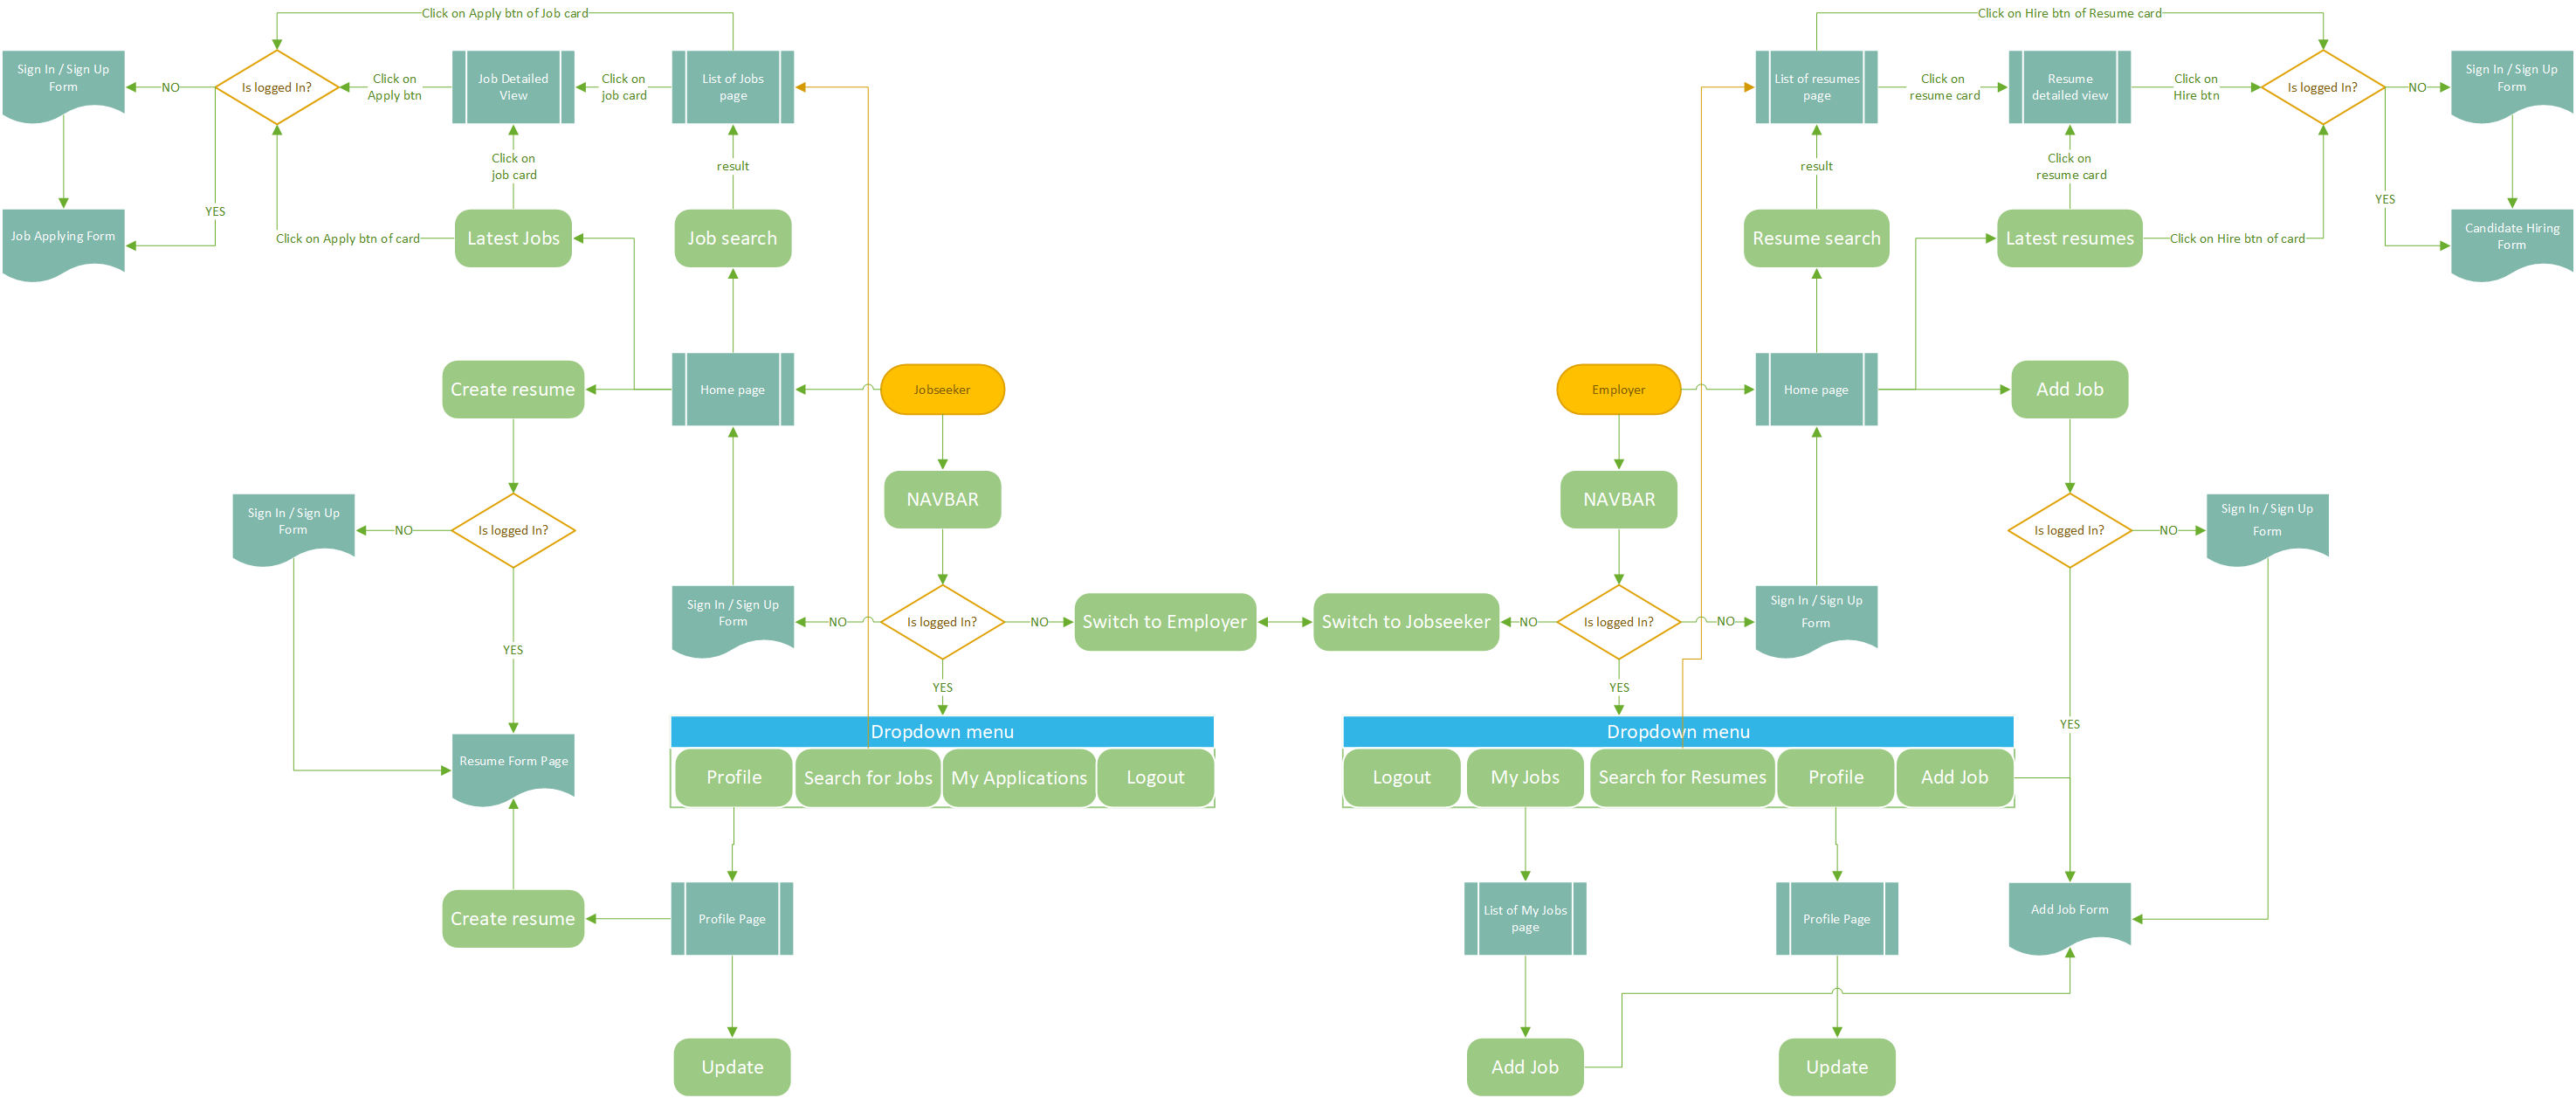 Click on Apply btn of Job card
Click on Hire btn of Resume card
Sign In / Sign Up
Form
NO
Is logged In?
Click on
Apply btn
Job Detailed
View
Click on
job card
List of Jobs
page
List of resumes
page
Click on
resume card
Resume
detailed view
Click on
Hire btn
Is logged In?
NO
Sign In / Sign Up
Form
Click on
job card
result
result
Click on
resume card
YES
YES
Job Applying Form
Click on Apply btn of card
Latest Jobs
Job search
Resume search
Latest resumes
Click on Hire btn of card
Candidate Hiring
Form
Create resume
Home page
Jobseeker
Employer
Home page
Add Job
NAVBAR
NAVBAR
Sign In / Sign Up
Form
NO
Is logged In?
Is logged In?
NO
Sign In / Sign Up
Form
Sign In / Sign Up
Form
NO
Is logged In?
NO
Switch to Employer
Switch to Jobseeker
NO
Is logged In?
NO
Sign In / Sign Up
Form
YES
YES
YES
YES
Dropdown menu
Dropdown menu
Resume Form Page
Profile
Search for Jobs
My Applications
Logout
Logout
My Jobs
Search for Resumes
Profile
Add Job
Create resume
Profile Page
List of My Jobs
page
Profile Page
Add Job Form
Update
Add Job
Update